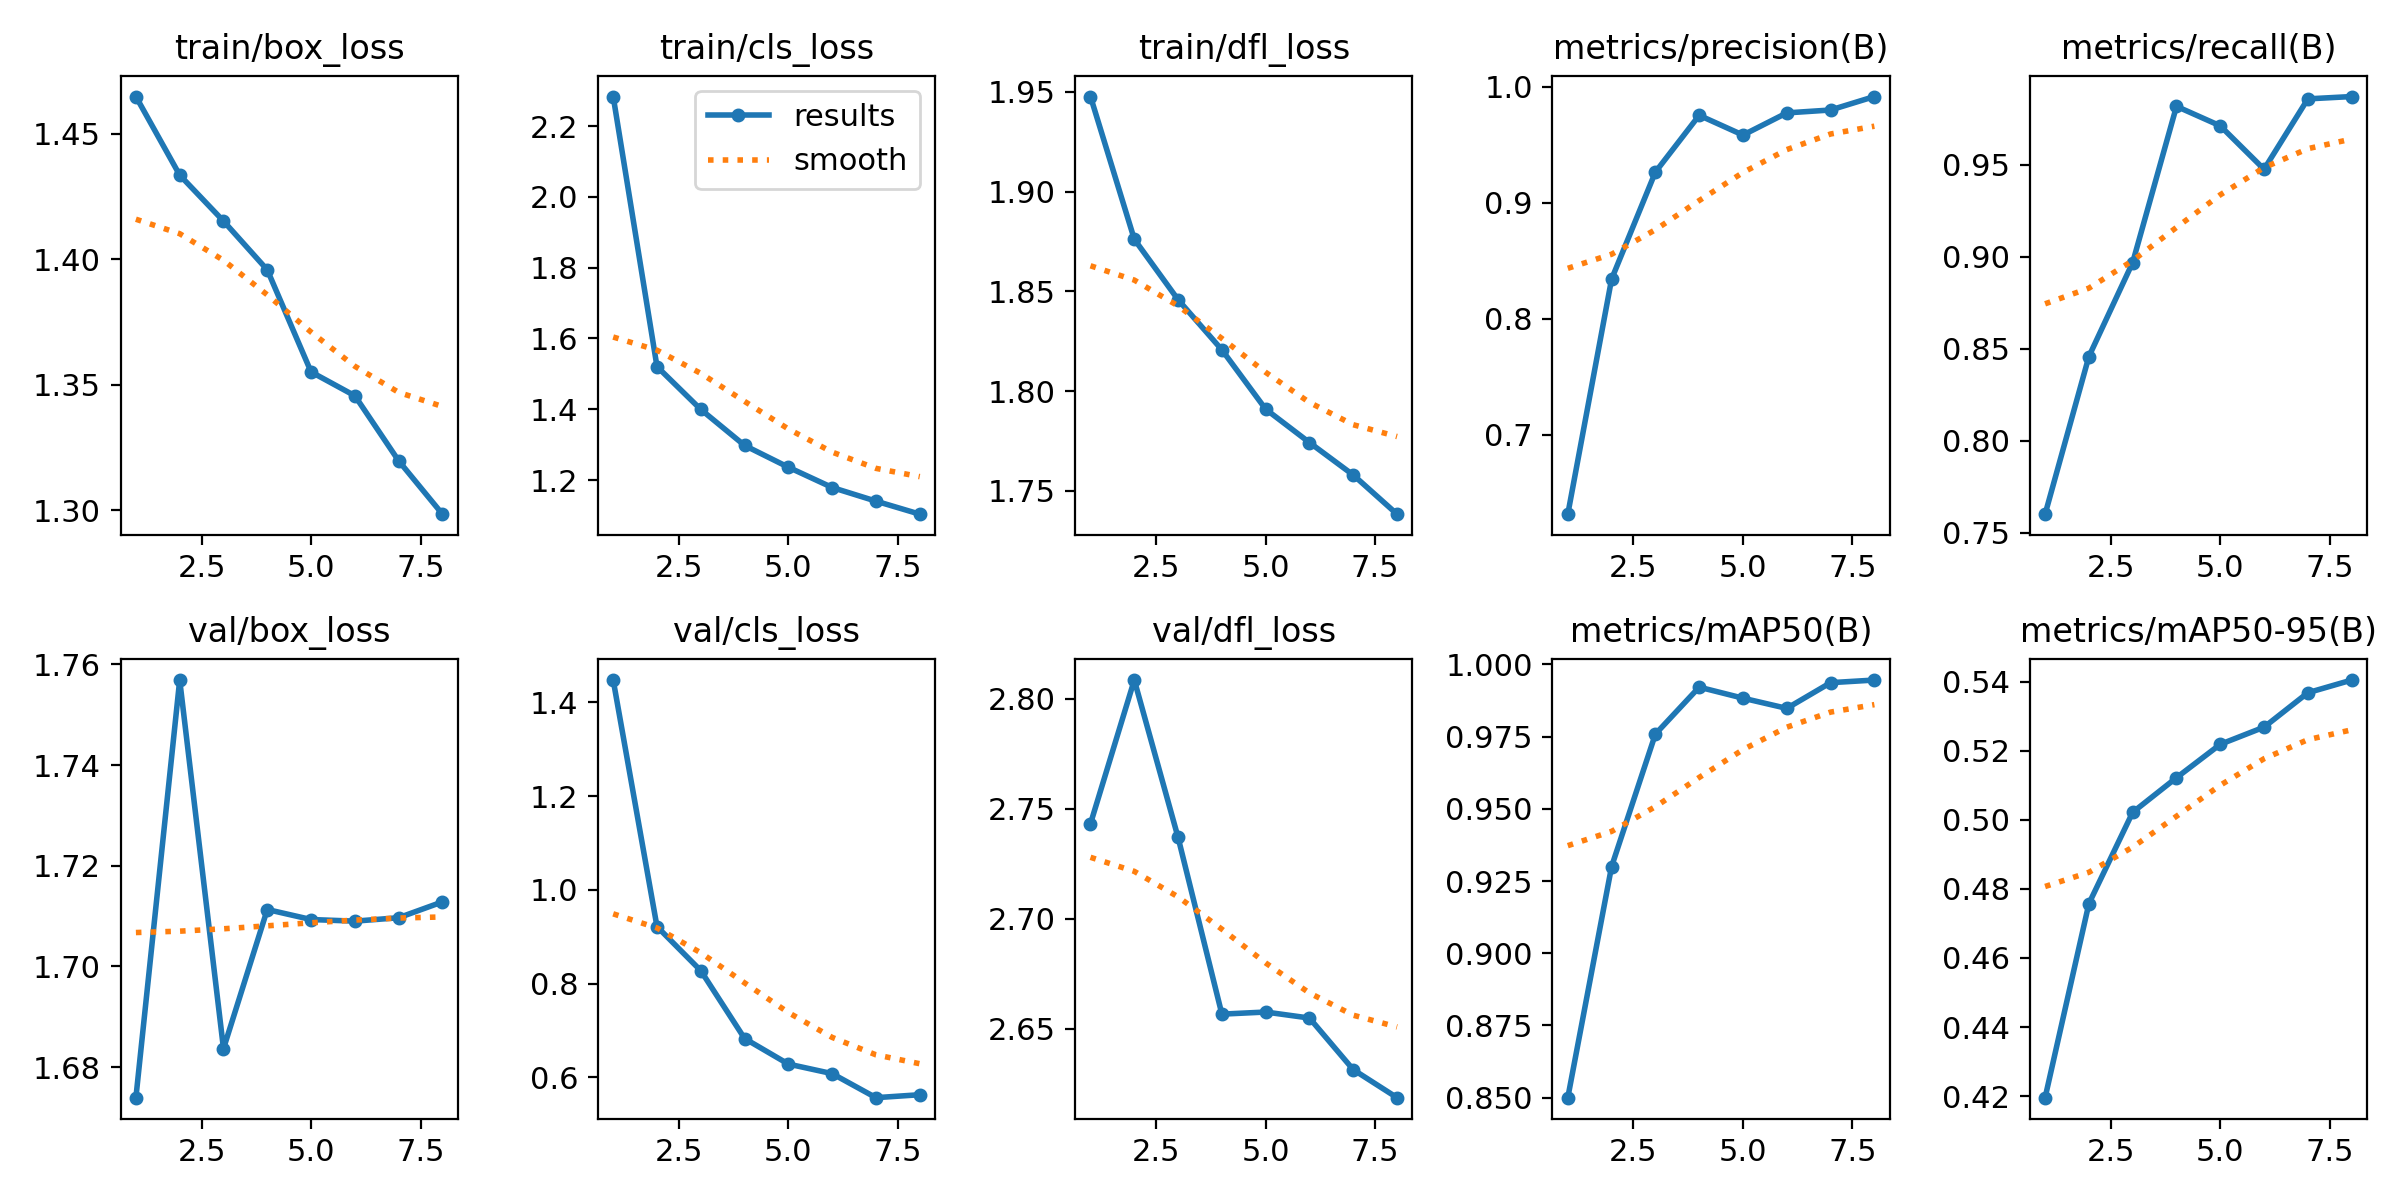 train/box_loss
1.45
1.40
1.35
1.30
2.5 5.0 7.5
train/cls_loss
results
smooth
2.2
2.0
1.8
1.6
1.4
1.2
2.5 5.0 7.5
train/dfl_loss
1.95
1.90
1.85
1.80
1.75
2.5 5.0 7.5
metrics/precision(B)
1.0
0.9
0.8
0.7
2.5 5.0 7.5
metrics/recall(B)
0.95
0.90
0.85
0.80
0.75
2.5 5.0 7.5
val/box_loss
1.76
1.74
1.72
1.70
1.68
2.5 5.0 7.5
val/cls_loss
1.4
1.2
1.0
0.8
0.6
2.5 5.0 7.5
val/dfl_loss
2.80
2.75
2.70
2.65
2.5 5.0 7.5
metrics/mAP50(B)
1.000
0.975
0.950
0.925
0.900
0.875
0.850
2.5 5.0 7.5
metrics/mAP50-95(B)
0.54
0.52
0.50
0.48
0.46
0.44
0.42
2.5 5.0 7.5